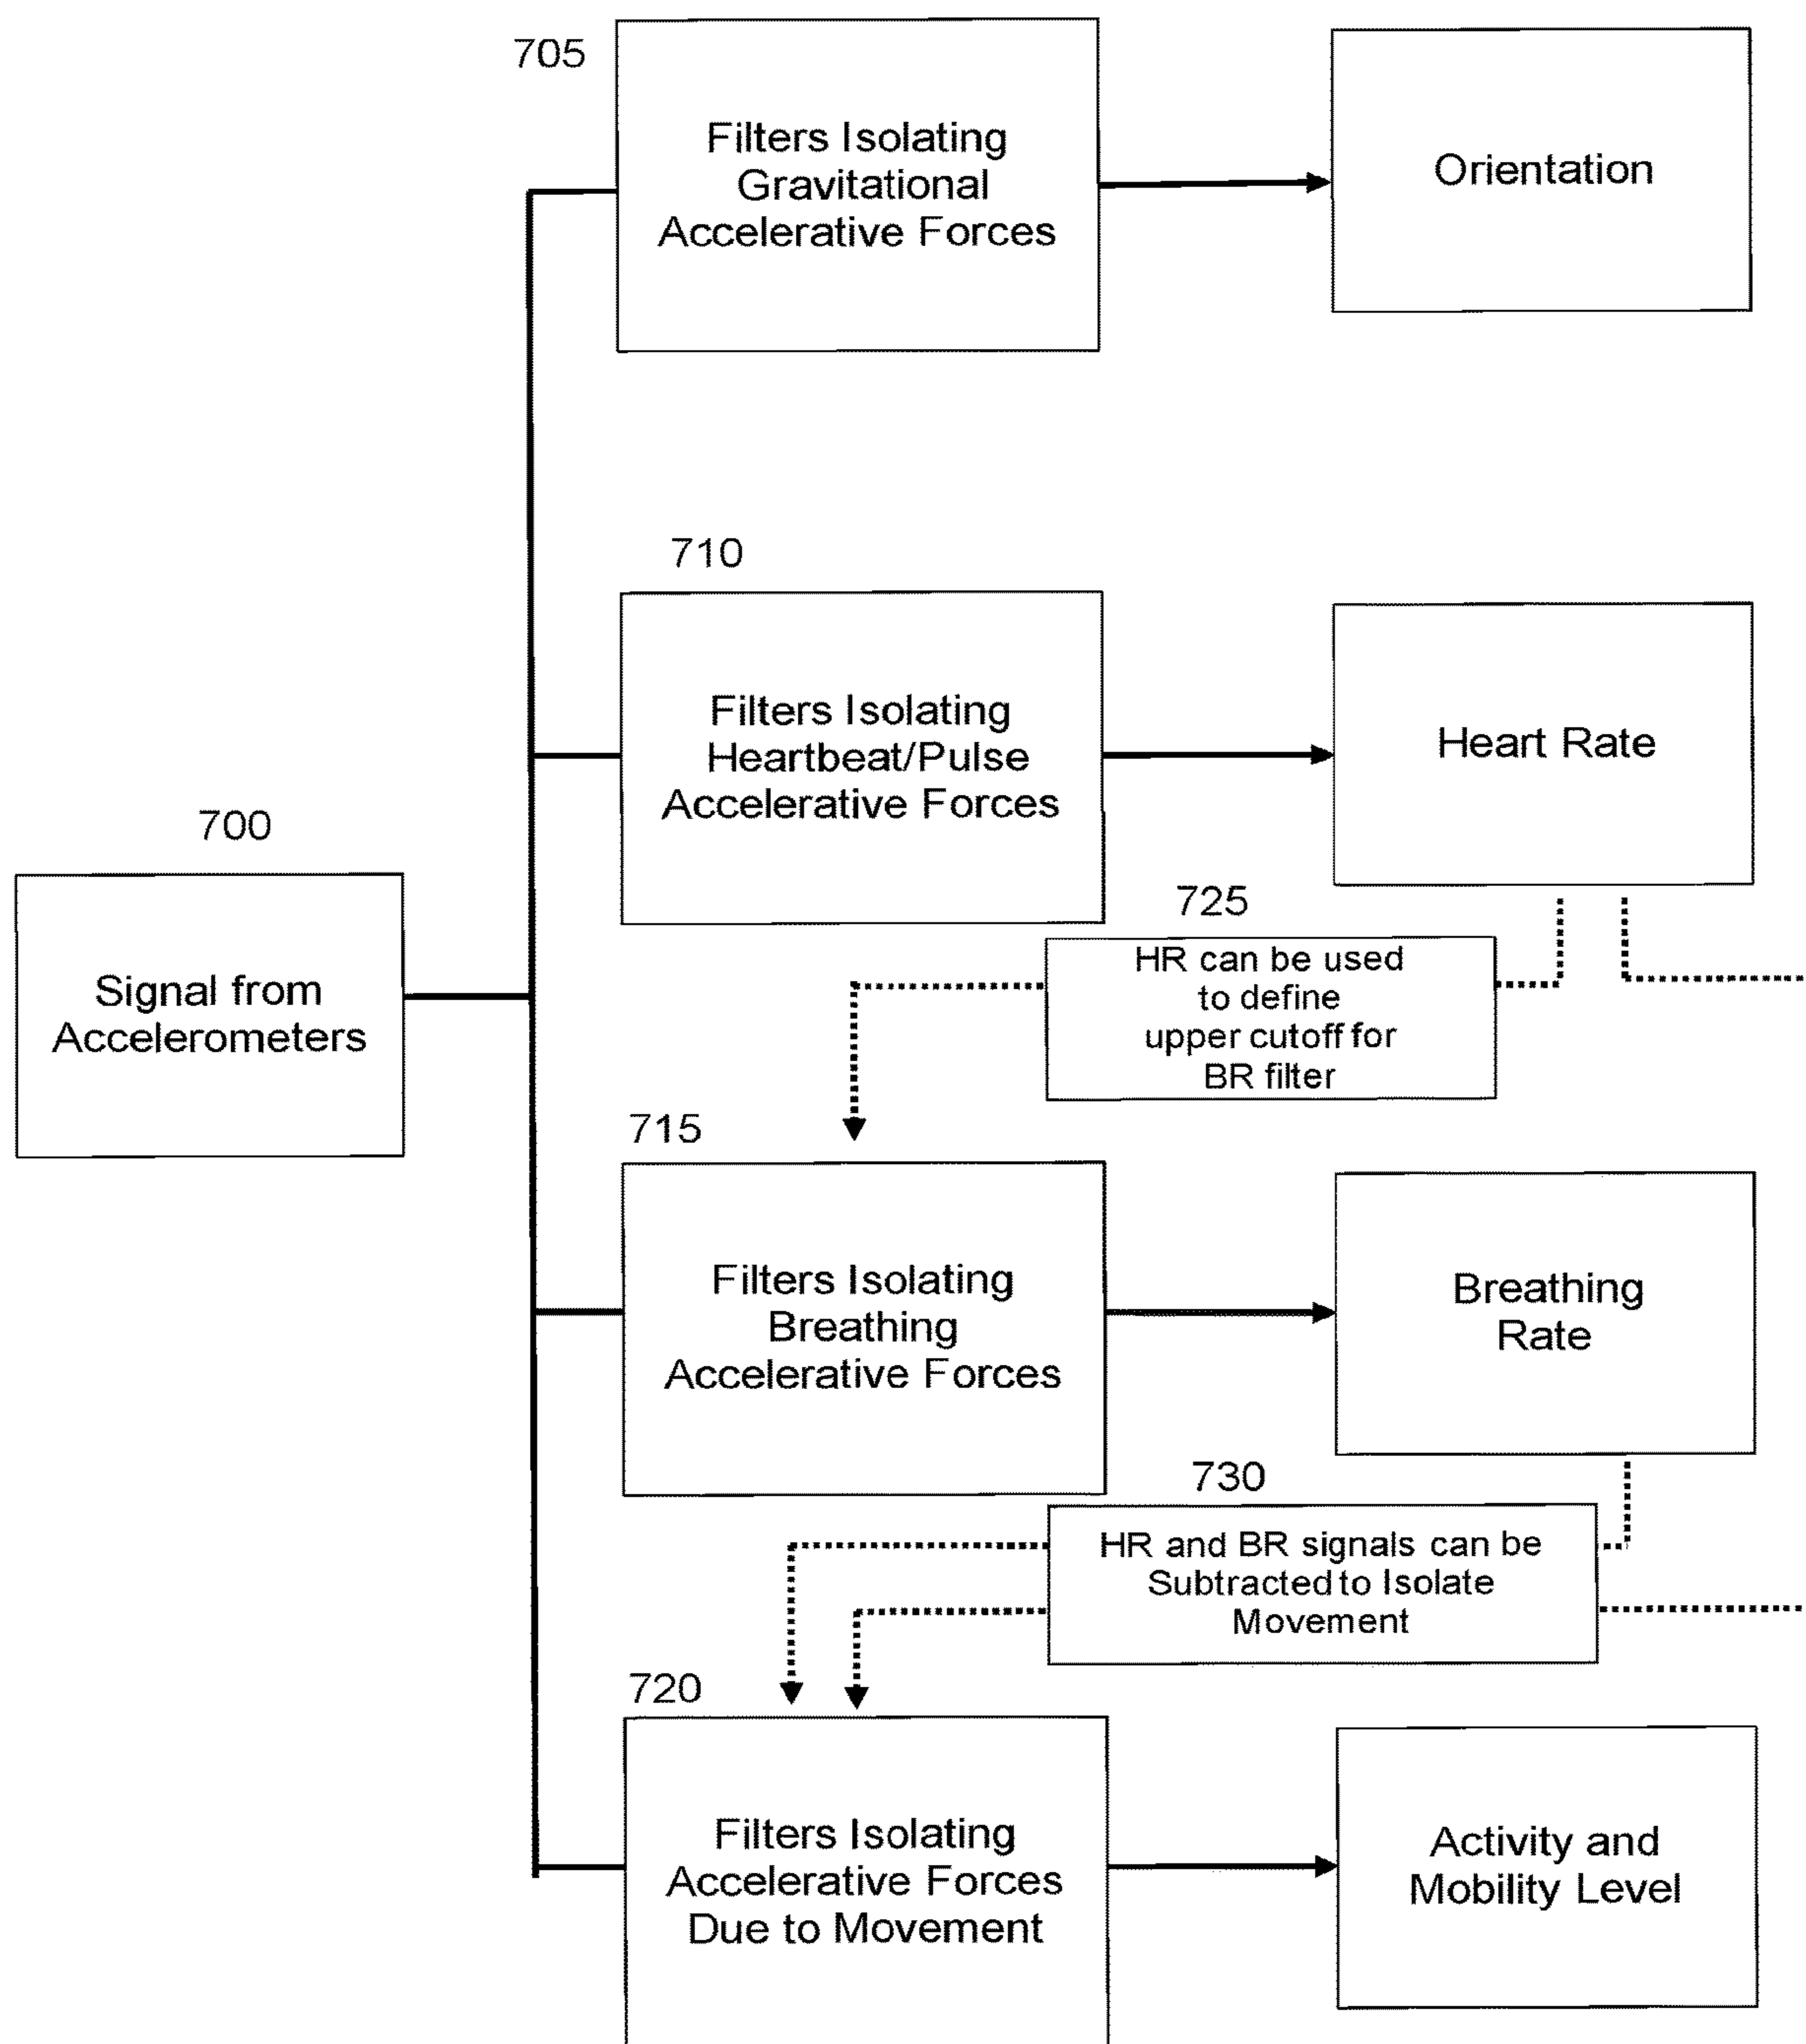 705
Filters Isolating
Gravitational
Accelerative Forces
Orientation
710
Filters Isolating
Heartbeat/Pulse
Accelerative Forces
Heart Rate
700
Signal from
Accelerometers
725
HR can be used
to define
upper cutoff for
BR filter
715
Filters Isolating
Breathing
Accelerative Forces
Breathing
Rate
730
HR and BR signals can be
Subtracted to Isolate
Movement
720
Filters Isolating
Accelerative Forces
Due to Movement
Activity and
Mobility Level